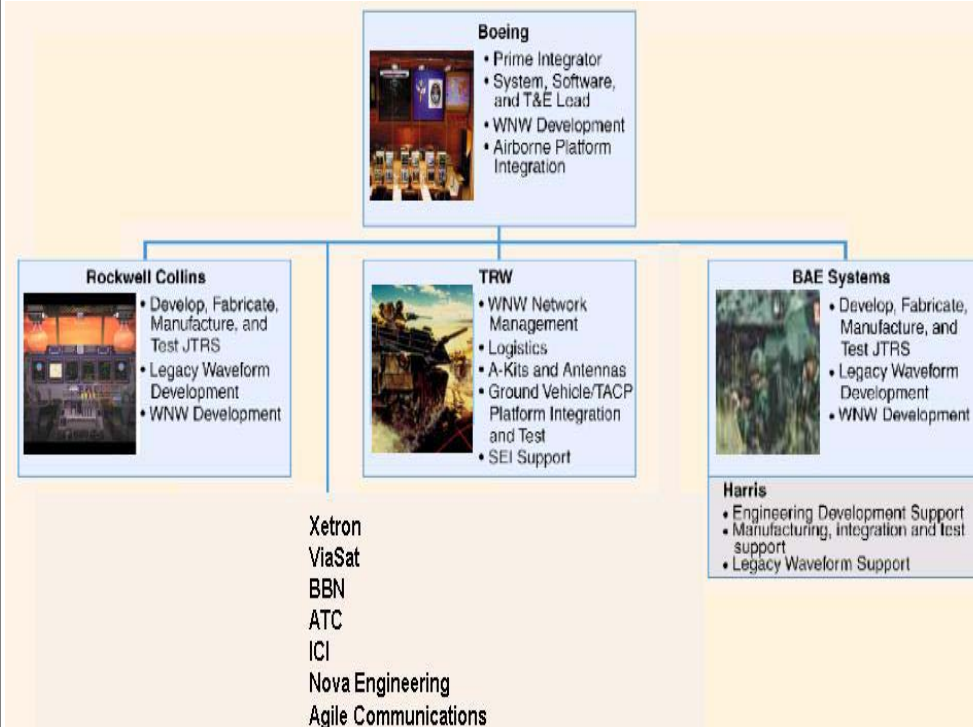 Boeing
• Prime Integrator
• System, Software,
and T&E Lead
• WNW Development
• Airborne Platform
Integration
Rockwell Collins
• Develop, Fabricate,
Manufacture, and
Test JTRS
• Legacy Waveform
Development
• WNW Development
TRW
• WNW Network
Management
• Logistics
• A-Kits and Antennas
• Ground Vehicle/TACP
Platform Integration
and Test
• SEI Support
BAE Systems
• Develop, Fabricate,
Manufacture, and
Test JTRS
• Legacy Waveform
Development
• WNW Development
Harris
• Engineering Development Support
• Manufacturing, integration and test
support
• Legacy Waveform Support
Xetron
ViaSat
BBN
ATC
ICI
Nova Engineering
Agile Communications